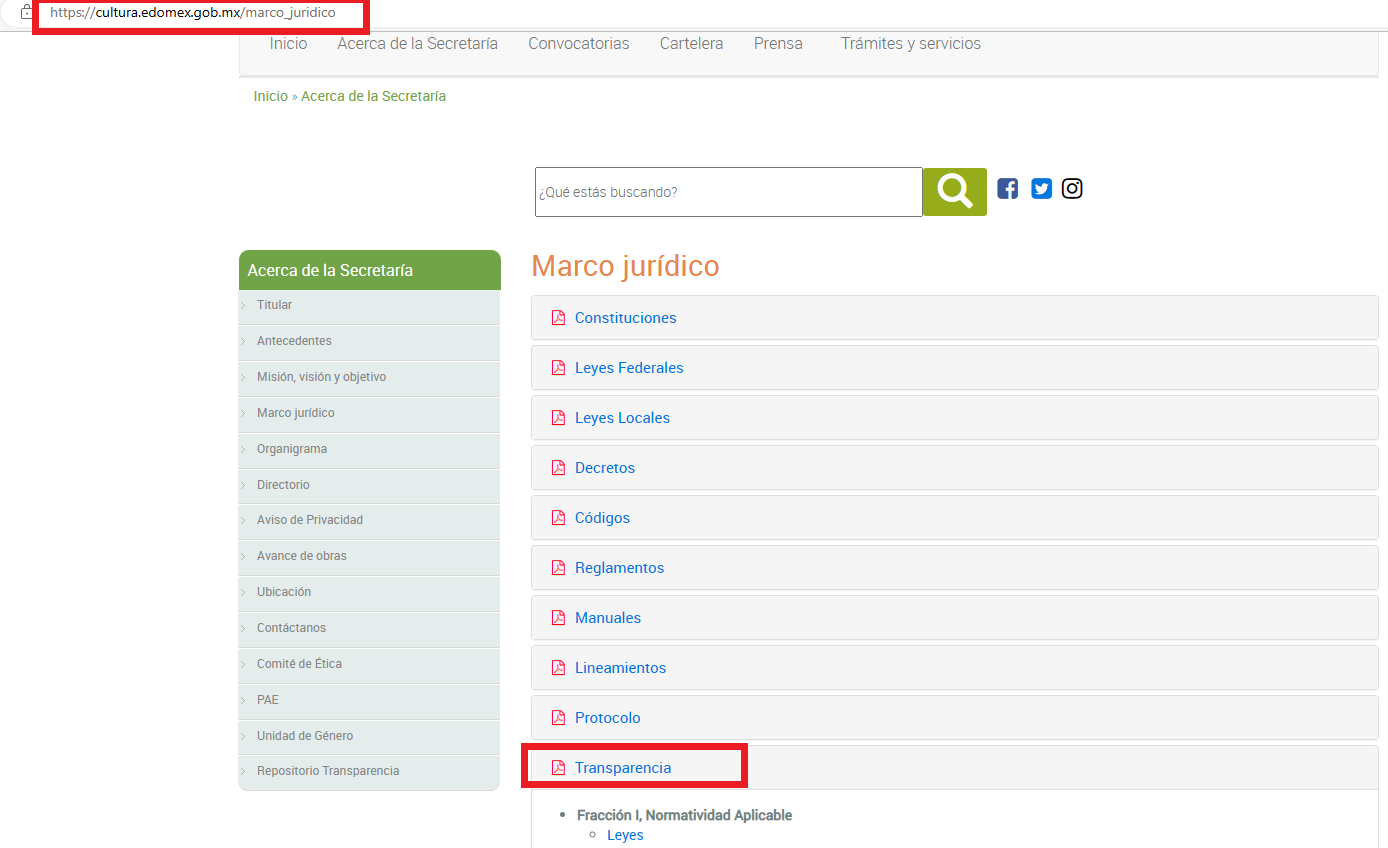 https://cultura.edomex.gob.mx/marco_juridico
Inicio Acerca de la Secretaría Convocatorias Cartelera Prensa Trámites y servicios
Inicio » Acerca de la Secretaría
¿Qué estás buscando?
Acerca de la Secretaría
Titular
Antecedentes
Misión, visión y objetivo
Marco jurídico
Organigrama
Directorio
Aviso de Privacidad
Avance de obras
Ubicación
Contáctanos
Comité de Ética
PAE
Unidad de Género
Repositorio Transparencia
Marco jurídico
Constituciones
Leyes Federales
Leyes Locales
Decretos
Códigos
Reglamentos
Manuales
Lineamientos
Protocolo
Transparencia
Fracción I, Normatividad Aplicable
Leyes